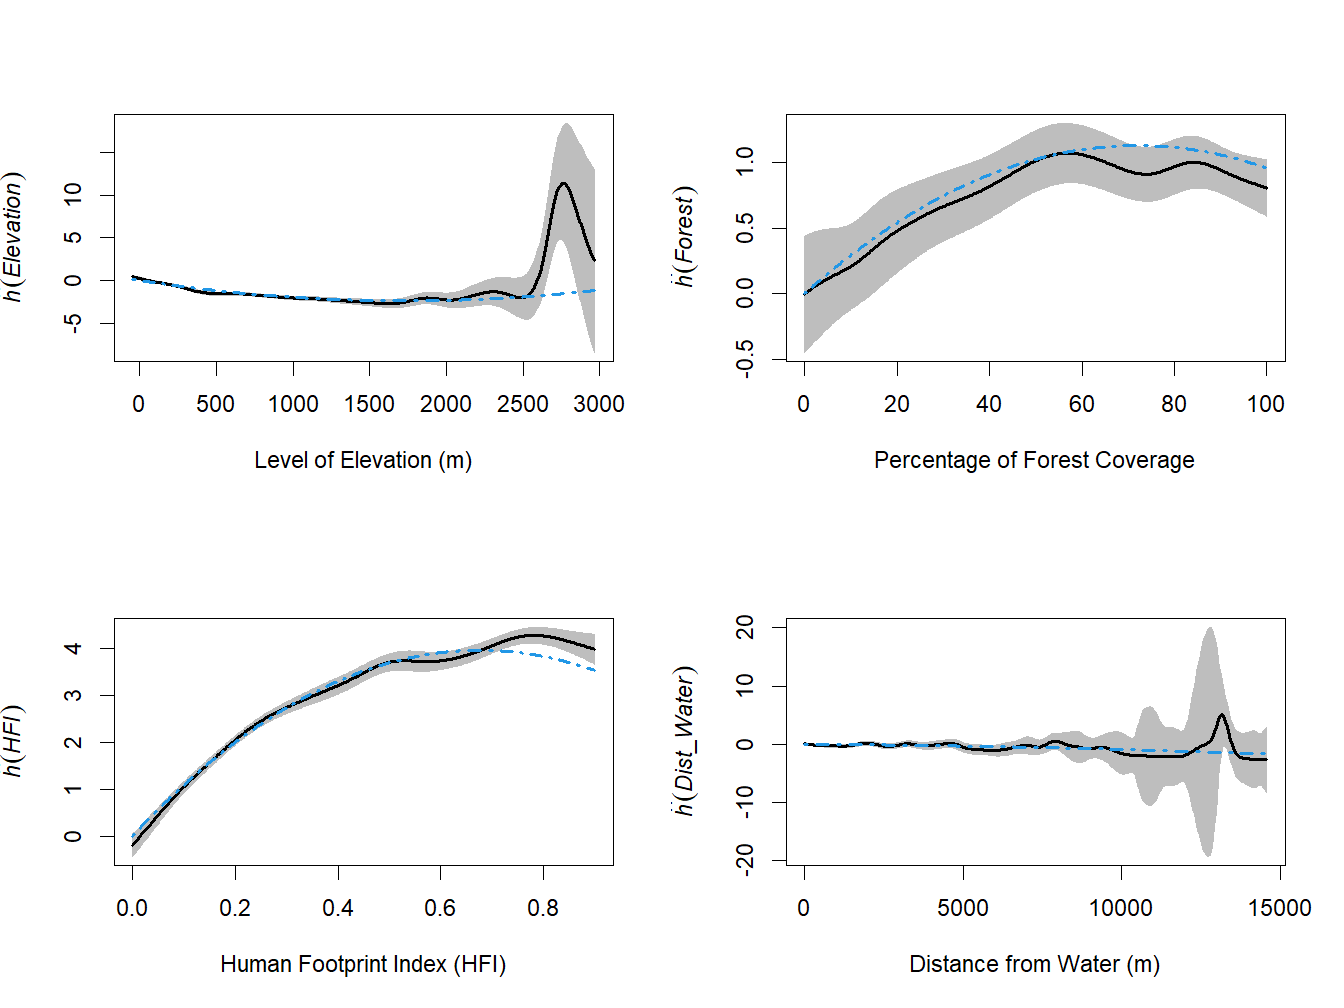 h(Elevation)
15
10
5
0
-5
0 500 1000 1500 2000 2500 3000
Level of Elevation (m)
ḧ(Forest)
1.0
0.5
0.0
-0.5
0 20 40 60 80 100
Percentage of Forest Coverage
h(HFI)
4
3
2
1
0
0.0 0.2 0.4 0.6 0.8
Human Footprint Index (HFI)
ḧ(Dist_Water)
20
10
0
-10
-20
0 5000 10000 15000
Distance from Water (m)